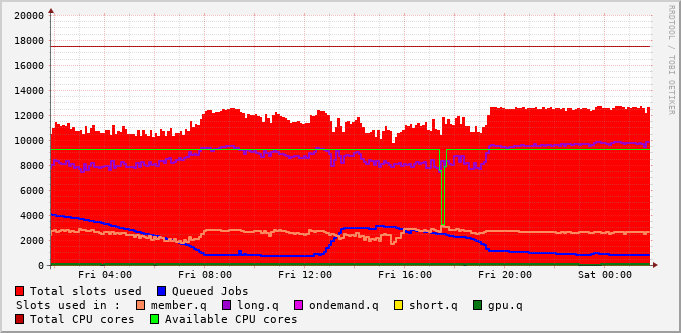 20000
18000
16000
14000
12000
10000
8000
6000
4000
2000
0
Fri 04:00 Fri 08:00 Fri 12:00 Fri 16:00 Fri 20:00 Sat 00:00
RRDTOOL / TOBI OETIKER
Total slots used Queued Jobs
Slots used in : member.q long.q ondemand.q short.q gpu.q
Total CPU cores Available CPU cores